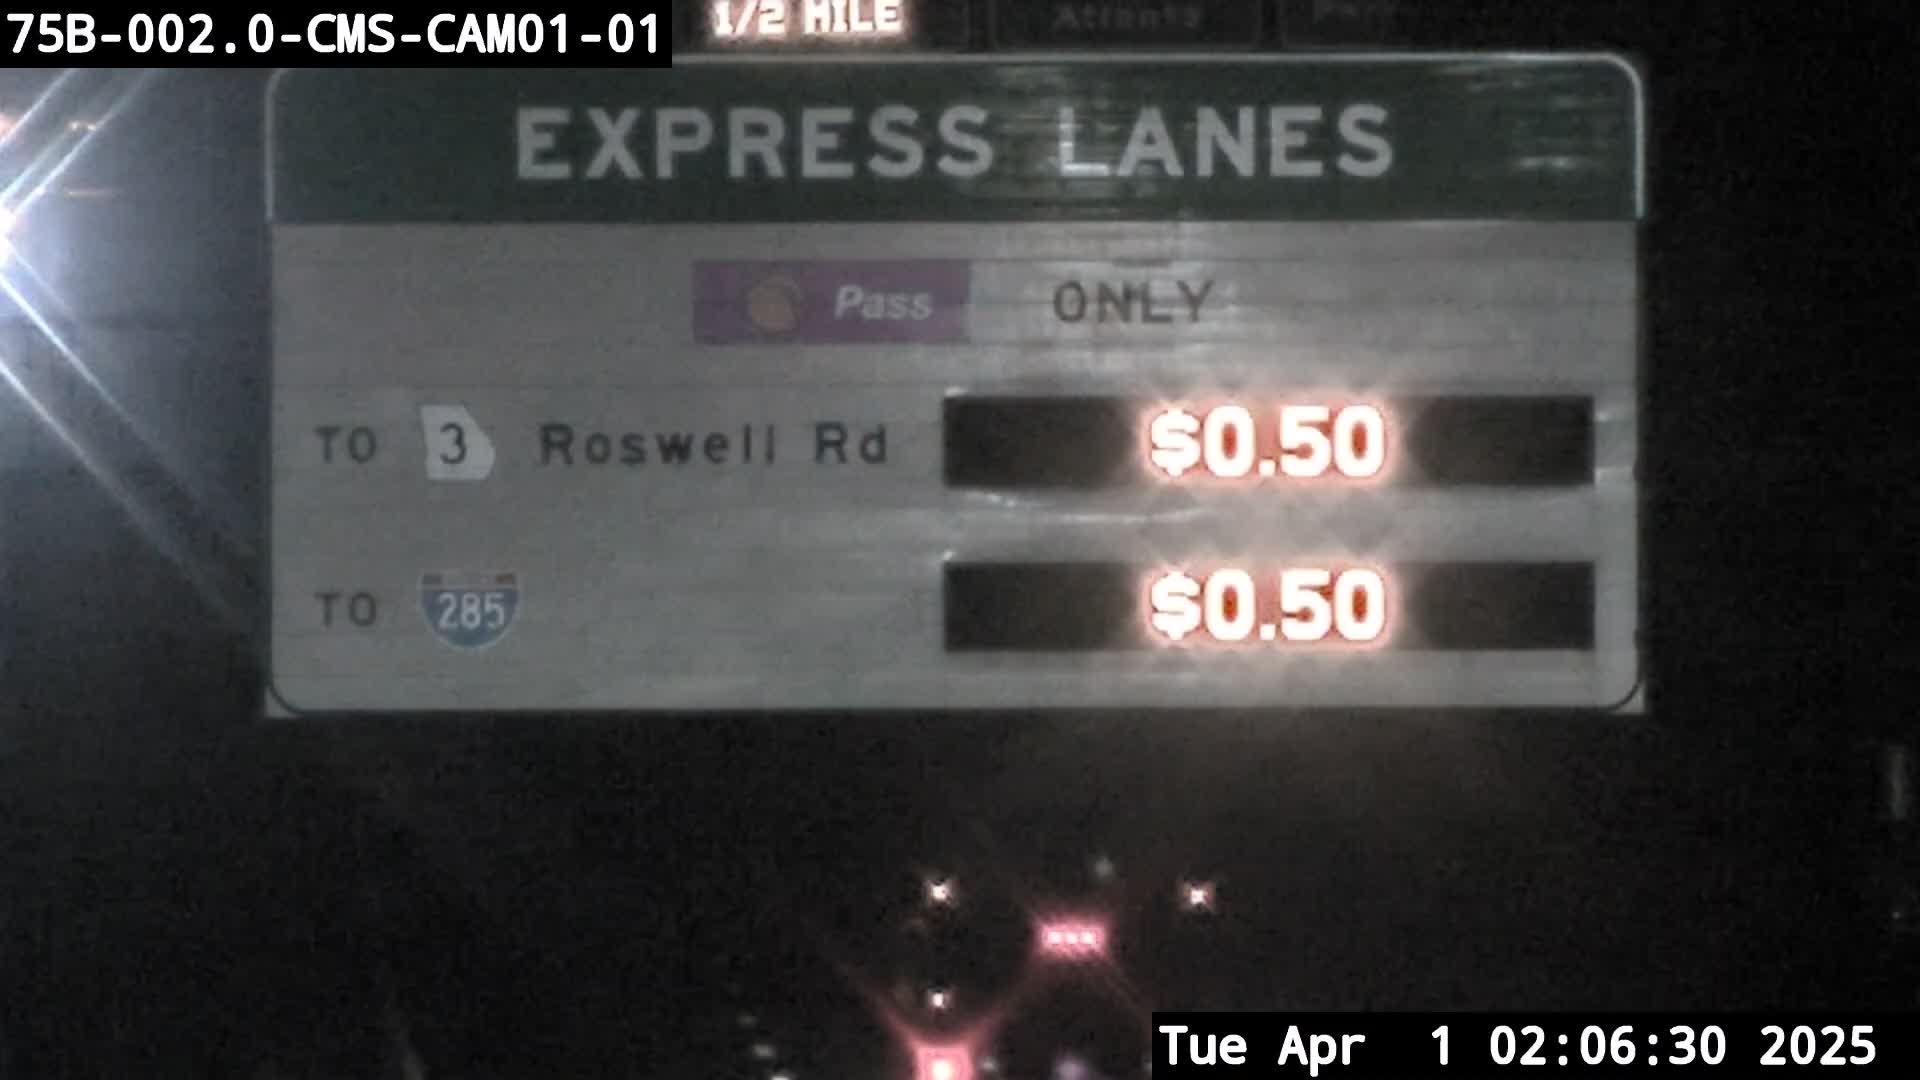 75B-002.0-CMS-CAM01-01
1/2 MILE
Atlanta
EXPRESS LANES
Pass ONLY
TO 3 Roswell Rd $0.50
TO 285 $0.50
Tue Apr 1 02:06:30 2025